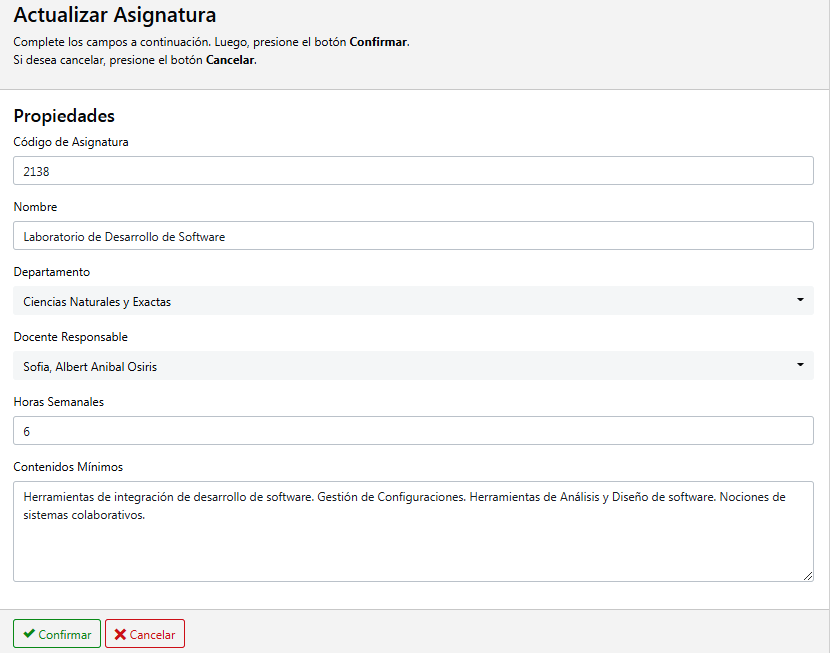 Actualizar Asignatura
Complete los campos a continuación. Luego, presione el botón Confirmar.
Si desea cancelar, presione el botón Cancelar.
Propiedades
Código de Asignatura
2138
Nombre
Laboratorio de Desarrollo de Software
Departamento
Ciencias Naturales y Exactas
Docente Responsable
Sofia, Albert Anibal Osiris
Horas Semanales
6
Contenidos Mínimos
Herramientas de integración de desarrollo de software. Gestión de Configuraciones. Herramientas de Análisis y Diseño de software. Nociones de
sistemas colaborativos.
Confirmar
Cancelar